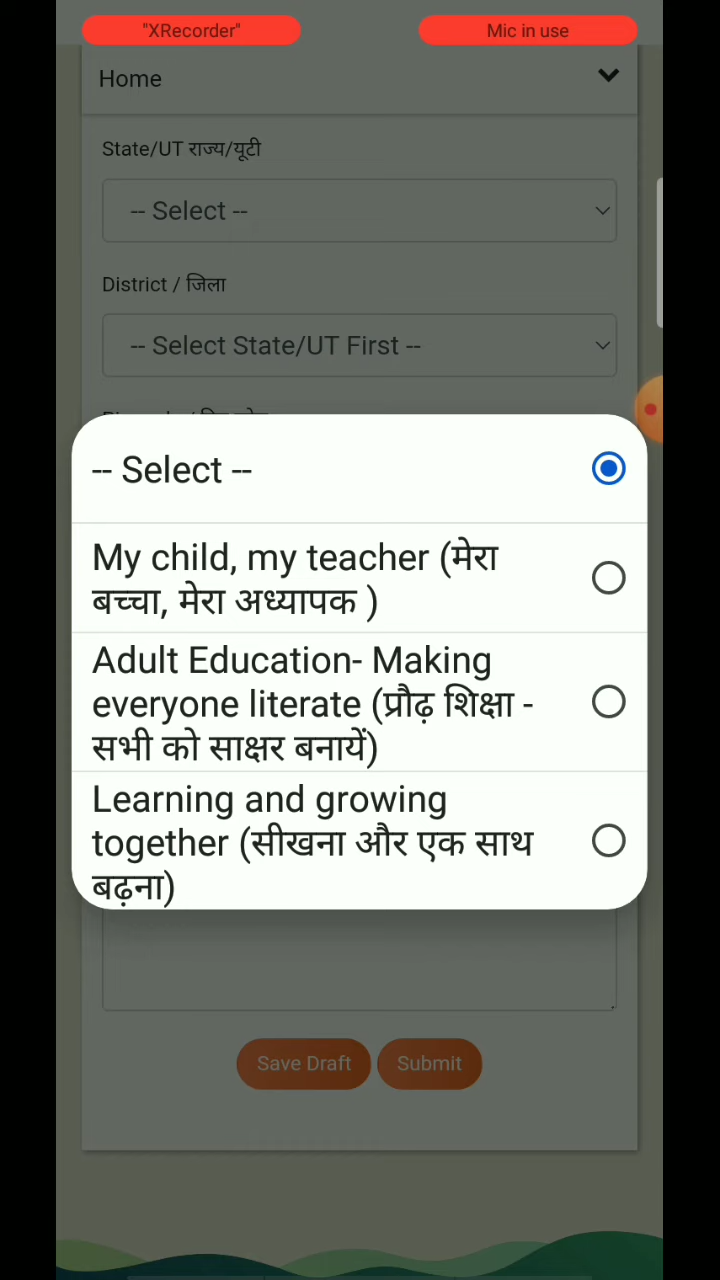 "XRecorder"
Mic in use
Home
State/UT राज्य/यूटी
-- Select --
District / जिला
-- Select State/UT First --
-- Select --
My child, my teacher (मेरा
बच्चा, मेरा अध्यापक )
Adult Education- Making
everyone literate (प्रौढ़ शिक्षा -
सभी को साक्षर बनायें)
Learning and growing
together (सीखना और एक साथ
बढ़ना)
Save Draft
Submit